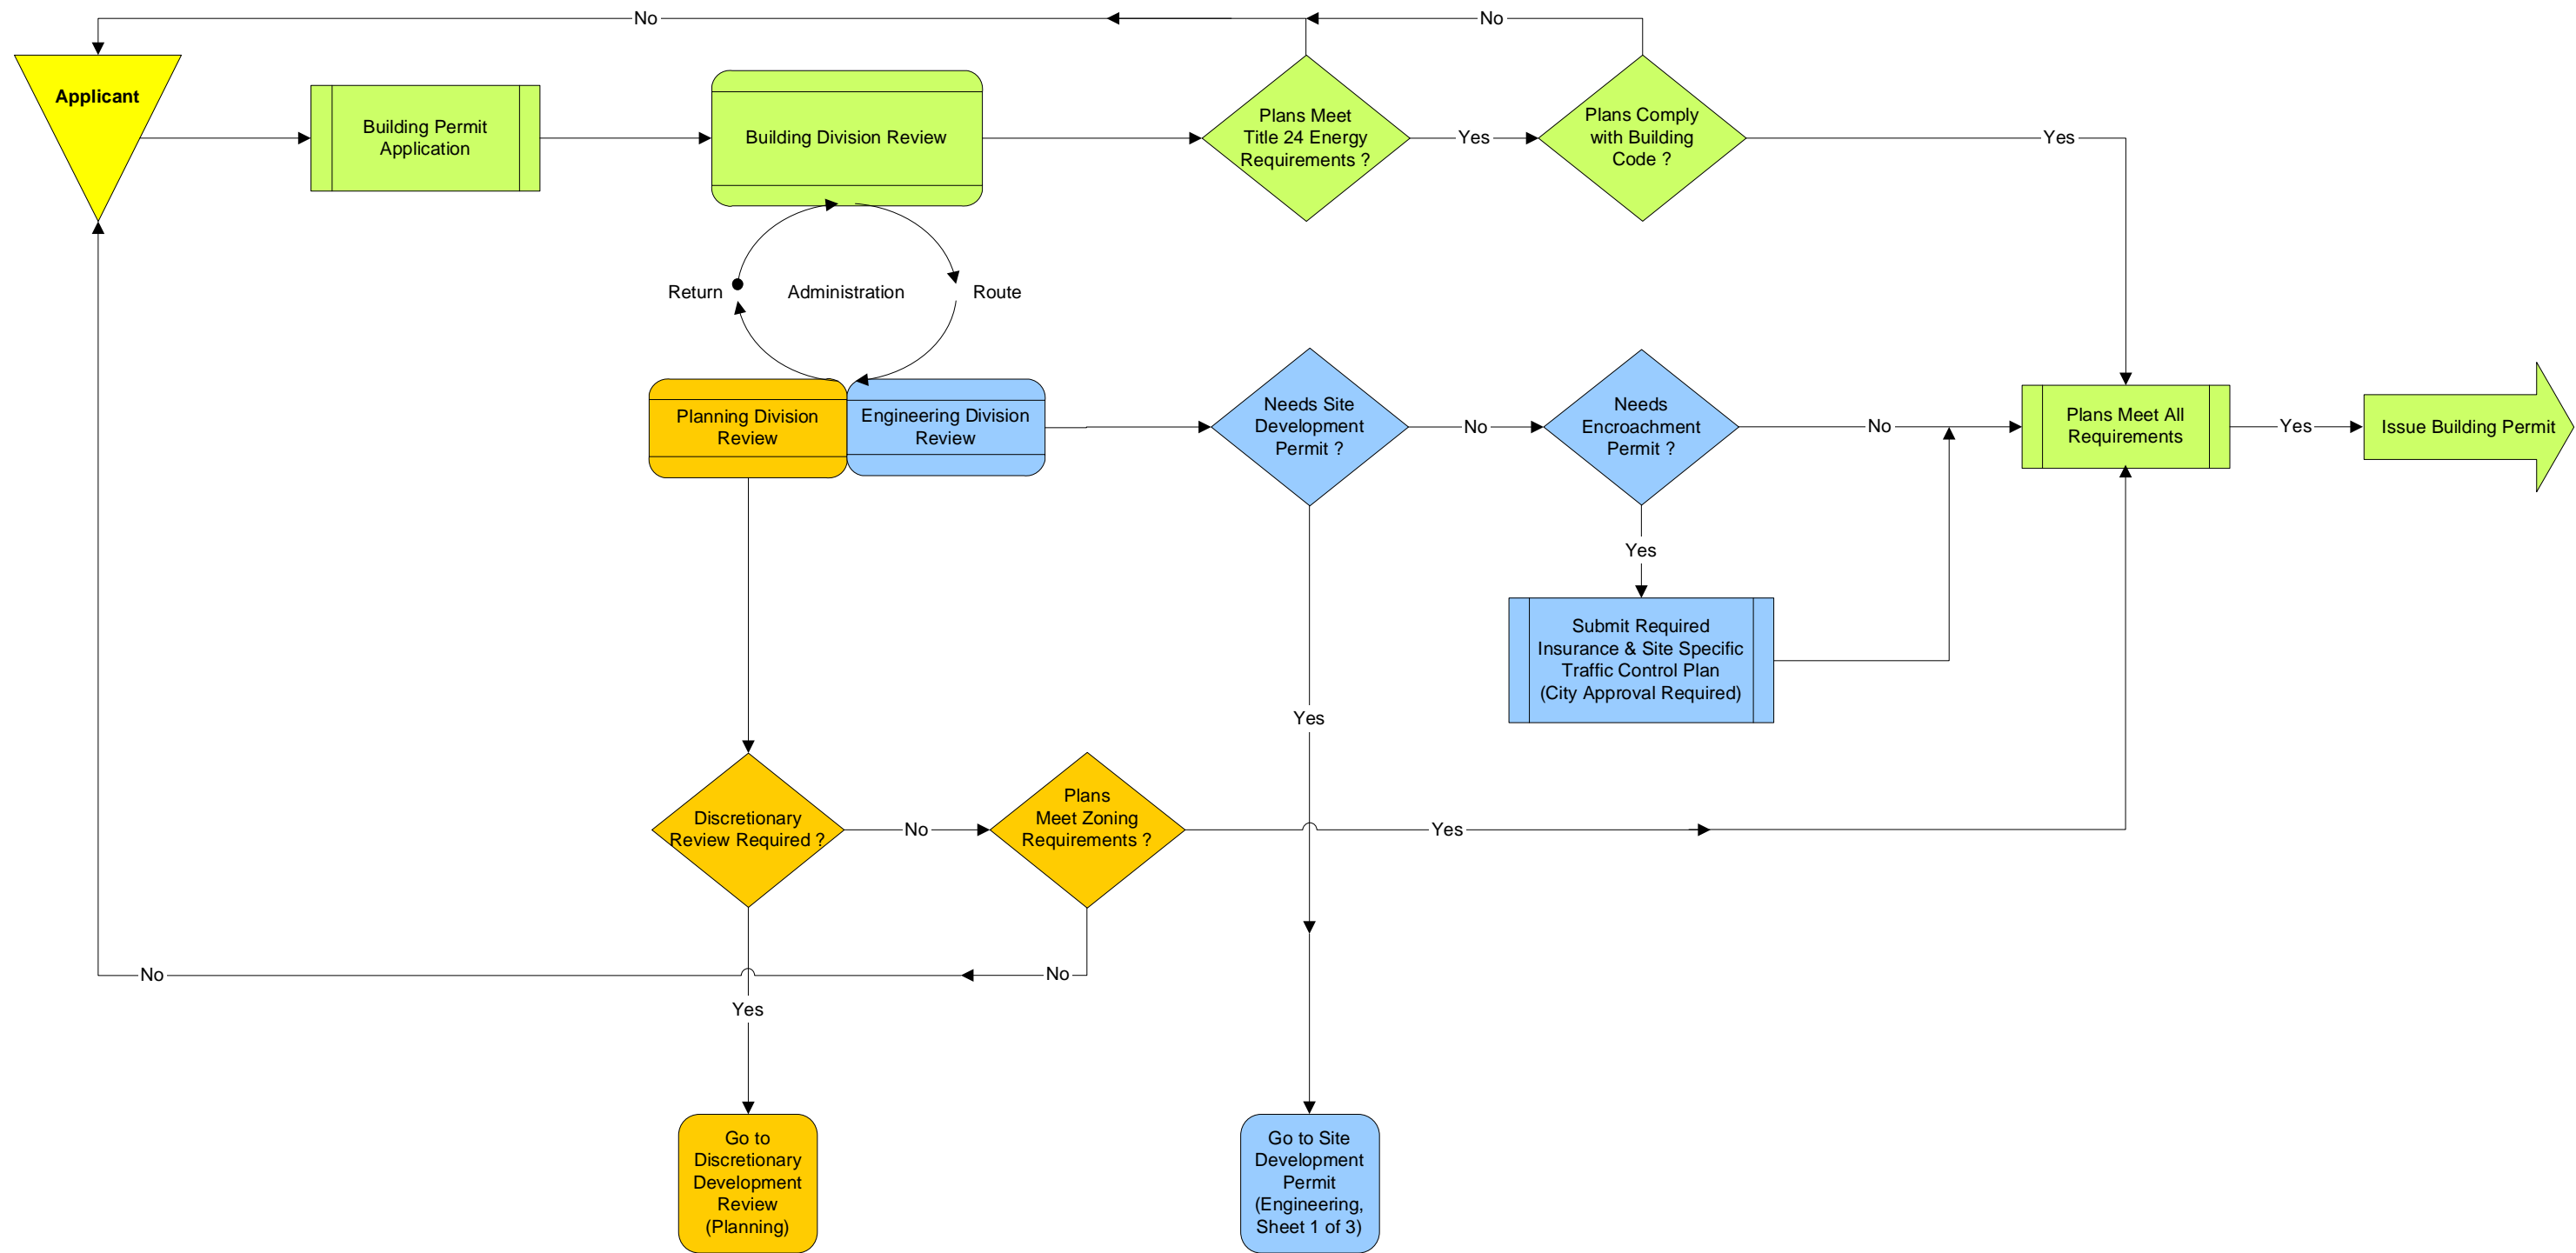 No
No
Applicant
Building Permit
Application
Building Division Review
Plans Meet
Title 24 Energy
Requirements ?
Yes
Plans Comply
with Building
Code ?
Yes
Return
Administration
Route
Planning Division
Review
Engineering Division
Review
Needs Site
Development
Permit ?
No
Needs
Encroachment
Permit ?
No
Plans Meet All
Requirements
Yes
Issue Building Permit
Yes
Submit Required
Insurance & Site Specific
Traffic Control Plan
(City Approval Required)
Yes
Discretionary
Review Required ?
No
Plans
Meet Zoning
Requirements ?
Yes
No
No
Yes
Go to
Discretionary
Development
Review
(Planning)
Go to Site
Development
Permit
(Engineering,
Sheet 1 of 3)